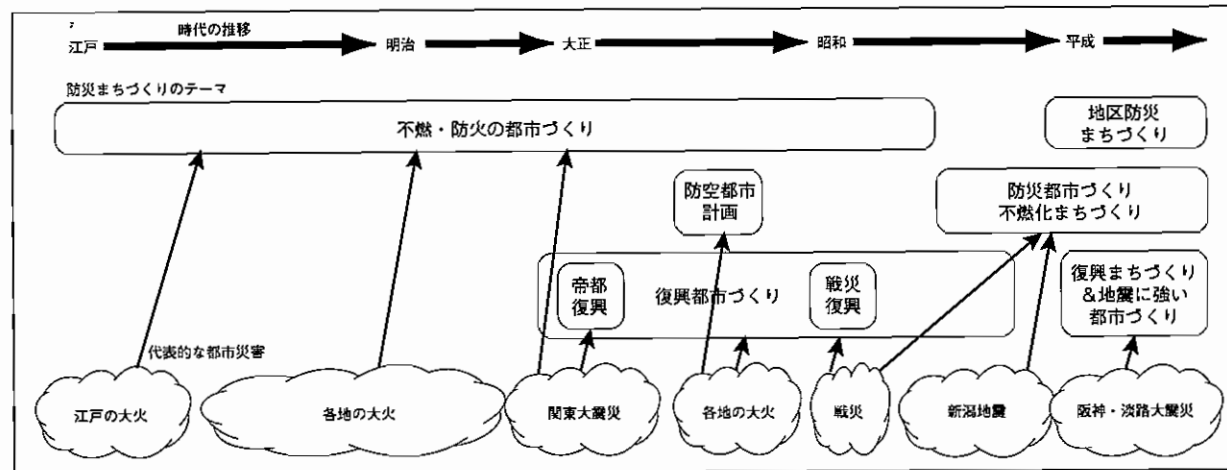 時代の推移
江戸 明治 大正 昭和 平成
防災まちづくりのテーマ
不燃・防火の都市づくり
地区防災
まちづくり
防空都市
計画
防災都市づくり
不燃化まちづくり
帝都
復興
復興都市づくり
戦災
復興
復興まちづくり
&地震に強い
都市づくり
代表的な都市災害
江戸の大火
各地の大火
関東大震災
各地の大火
戦災
新潟地震
阪神・淡路大震災